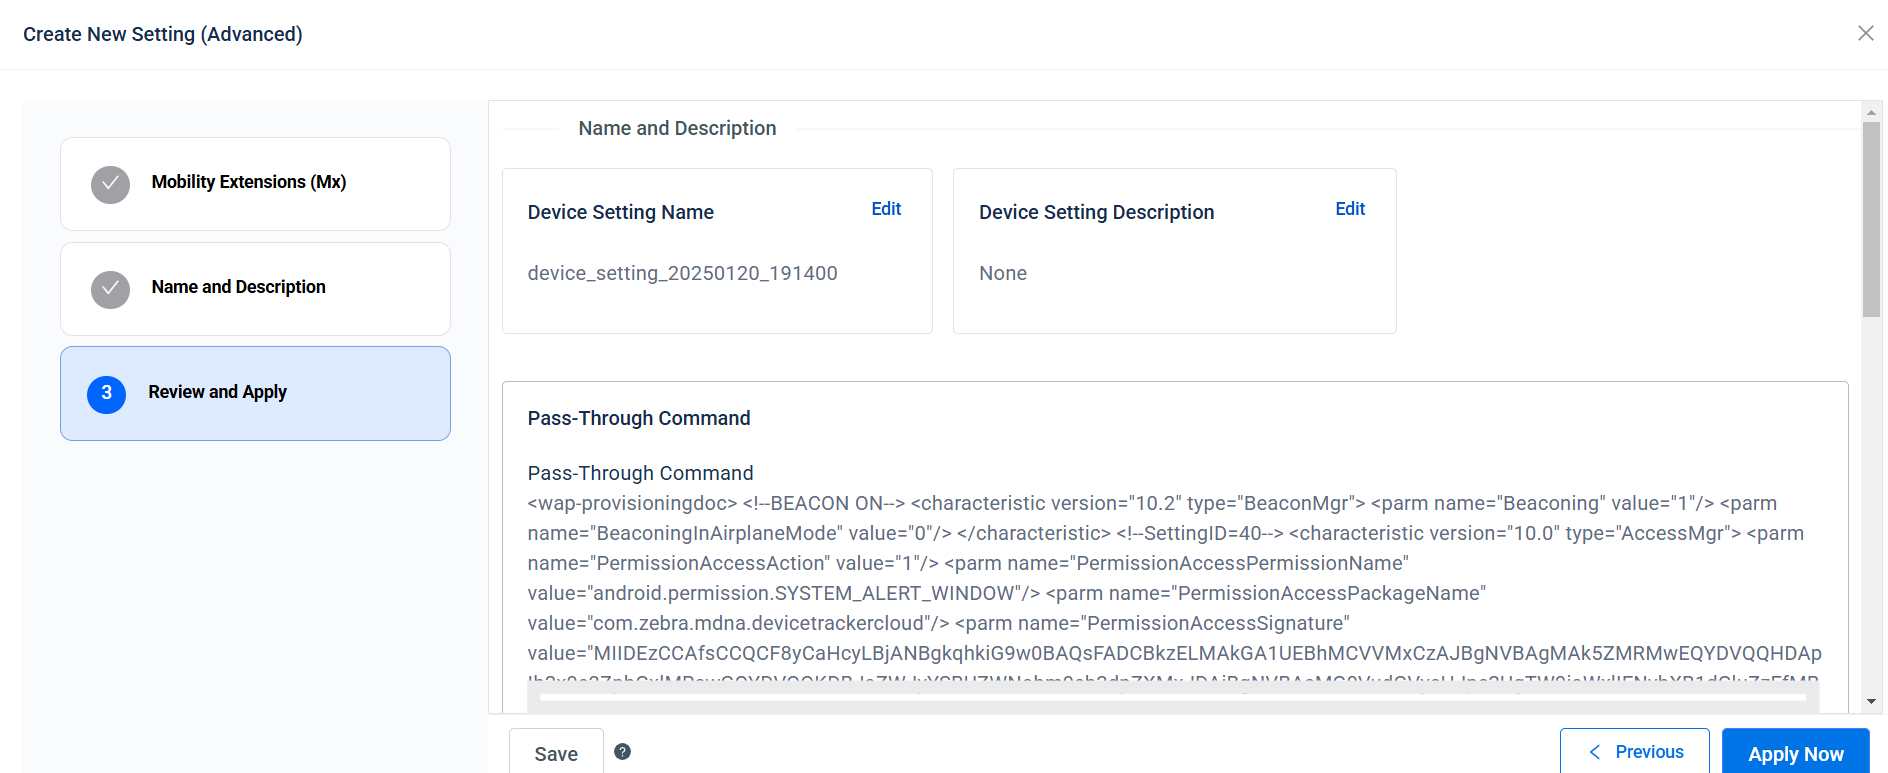 Create New Setting (Advanced)
Mobility Extensions (Mx)
Name and Description
3
Review and Apply
Name and Description
Device Setting Name
Edit
device_setting_20250120_191400
Device Setting Description
Edit
None
Pass-Through Command
Pass-Through Command
<wap-provisioningdoc> <!--BEACON ON--> <characteristic version="10.2" type="BeaconMgr"> <parm name="Beaconing" value="1"/> <parm
name="BeaconingInAirplaneMode" value="0"/> </characteristic> <!--SettingID=40--> <characteristic version="10.0" type="AccessMgr"> <parm
name="PermissionAccessAction" value="1"/> <parm name="PermissionAccessPermissionName"
value="android.permission.SYSTEM_ALERT_WINDOW"/> <parm name="PermissionAccessPackageName"
value="com.zebra.mdna.devicetrackercloud"/> <parm name="PermissionAccessSignature"
value="MIIDEzCCAfsCCQCF8yCaHcyLBjANBgkqhkiG9w0BAQsFADCBkzELMAkGA1UEBhMCVVMxCzAJBgNVBAgMAk5ZMRMwEQYDVQQHDAp
Save
?
Previous
Apply Now